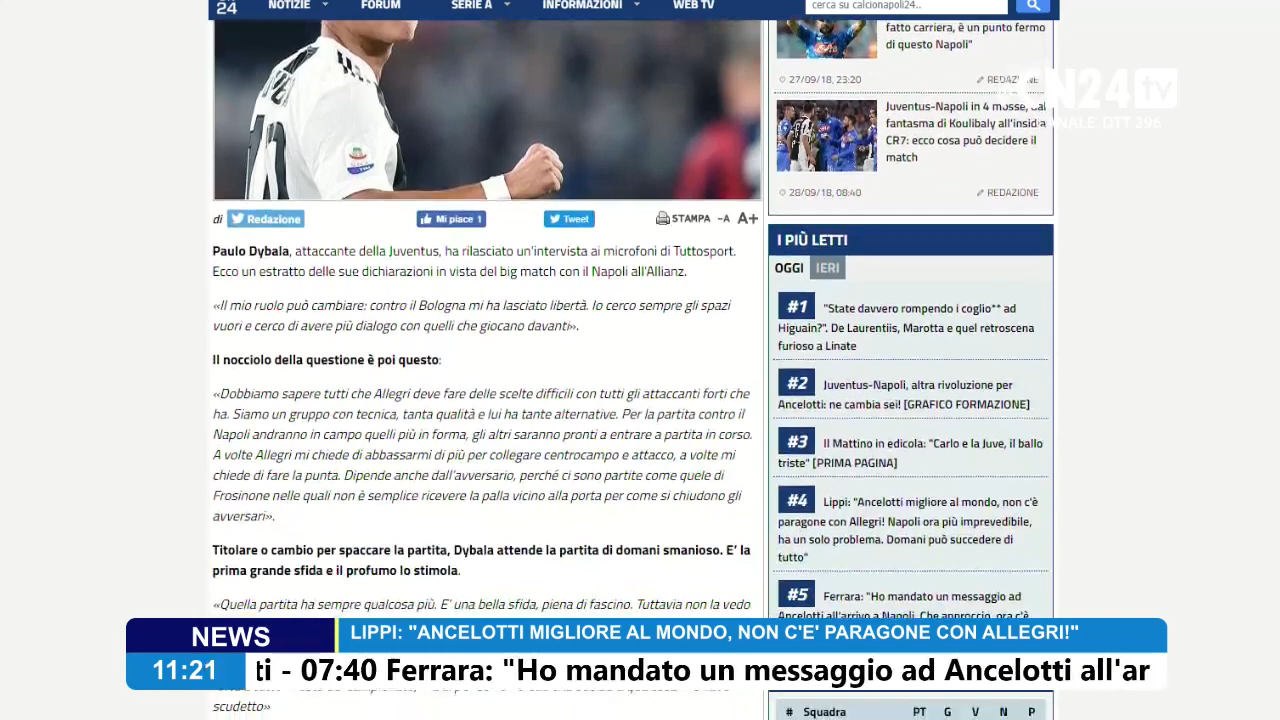 24
NOTIZIE
FORUM
SERIE A
INFORMAZIONI
WEB TV
cerca su calcionapoli24..
di Redazione
Mi piace 1
Tweet
STAMPA -A A+
Paulo Dybala, attaccante della Juventus, ha rilasciato un'intervista ai microfoni di Tuttosport.
Ecco un estratto delle sue dichiarazioni in vista del big match con il Napoli all'Allianz.
«Il mio ruolo può cambiare: contro il Bologna mi ha lasciato libertà. Io cerco sempre gli spazi
vuori e cerco di avere più dialogo con quelli che giocano davanti».
Il nocciolo della questione è poi questo:
«Dobbiamo sapere tutti che Allegri deve fare delle scelte difficili con tutti gli attaccanti forti che
ha. Siamo un gruppo con tecnica, tanta qualità e lui ha tante alternative. Per la partita contro il
Napoli andranno in campo quelli più in forma, gli altri saranno pronti a entrare a partita in corso.
A volte Allegri mi chiede di abbassarmi di più per collegare centrocampo e attacco, a volte mi
chiede di fare la punta. Dipende anche dall'avversario, perché ci sono partite come quele di
Frosinone nelle quali non è semplice ricevere la palla vicino alla porta per come si chiudono gli
avversari».
Titolare o cambio per spaccare la partita, Dybala attende la partita di domani smanioso. E' la
prima grande sfida e il profumo lo stimola.
«Quella partita ha sempre qualcosa più. E' una bella sfida, piena di fascino. Tuttavia non la vedo
scudetto»
fatto carriera, è un punto fermo
di questo Napoli"
27/09/18, 23:20
Juventus-Napoli in 4 mosse, dal
fantasma di Koulibaly all'insidia
CR7: ecco cosa può decidere il
match
28/09/18, 08:40 REDAZIONE
N24 tv
CANALE DTT 296
I PIÙ LETTI
OGGI IERI
#1 "State davvero rompendo i coglio** ad
Higuain?". De Laurentiis, Marotta e quel retroscena
furioso a Linate
#2 Juventus-Napoli, altra rivoluzione per
Ancelotti: ne cambia sei! [GRAFICO FORMAZIONE]
#3 Il Mattino in edicola: "Carlo e la Juve, il ballo
triste" [PRIMA PAGINA]
#4 Lippi: "Ancelotti migliore al mondo, non c'è
paragone con Allegri! Napoli ora più imprevedibile,
ha un solo problema. Domani può succedere di
tutto"
#5 Ferrara: "Ho mandato un messaggio ad
Ancelotti all'arrivo a Napoli. Che approccio, ora c'è
# Squadra PT G V N P
NEWS
LIPPI: "ANCELOTTI MIGLIORE AL MONDO, NON C'E' PARAGONE CON ALLEGRI!"
11:21
ti - 07:40 Ferrara: "Ho mandato un messaggio ad Ancelotti all'ar